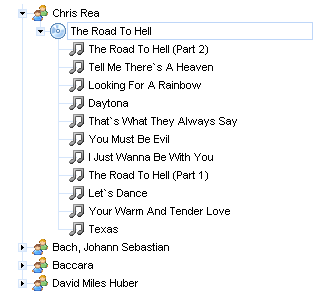 Chris Rea
The Road To Hell
The Road To Hell (Part 2)
Tell Me There`s A Heaven
Looking For A Rainbow
Daytona
That`s What They Always Say
You Must Be Evil
I Just Wanna Be With You
The Road To Hell (Part 1)
Let`s Dance
Your Warm And Tender Love
Texas
Bach, Johann Sebastian
Baccara
David Miles Huber